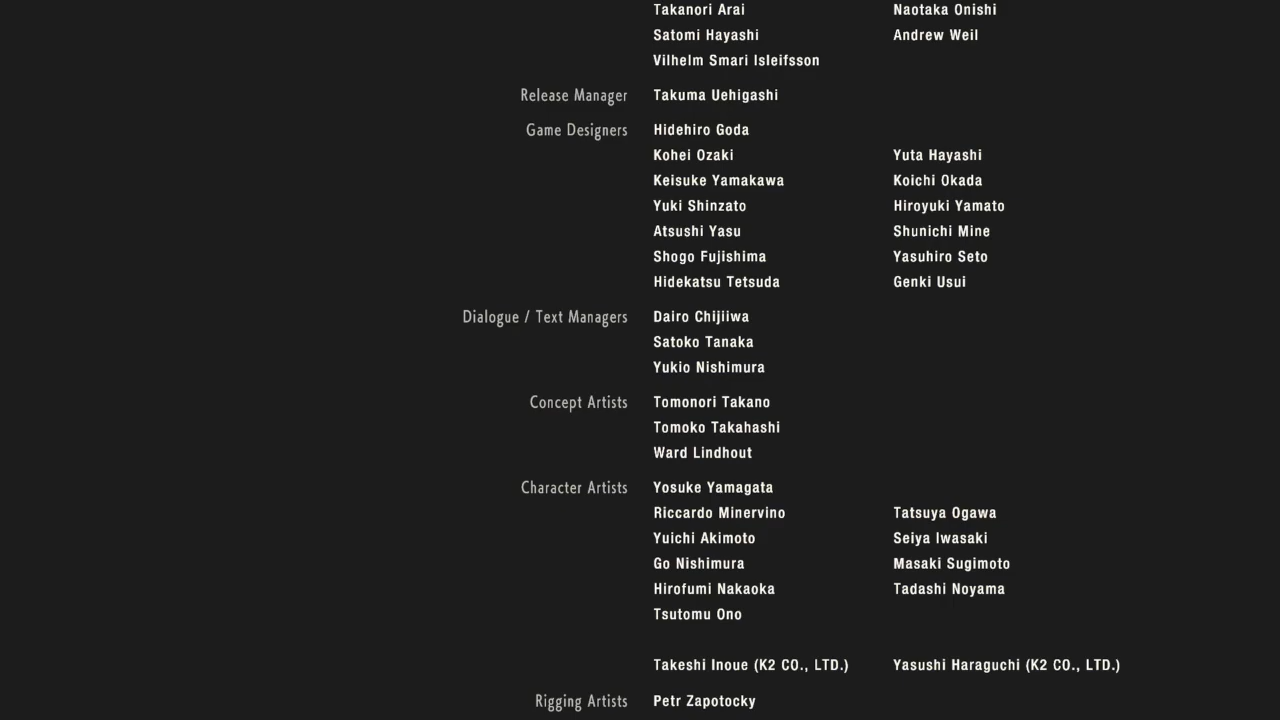 Takanori Arai Naotaka Onishi
Satomi Hayashi Andrew Weil
Vilhelm Smari Isleifsson
Release Manager Takuma Uehigashi
Game Designers Hidehiro Goda
Kohei Ozaki Yuta Hayashi
Keisuke Yamakawa Koichi Okada
Yuki Shinzato Hiroyuki Yamato
Atsushi Yasu Shunichi Mine
Shogo Fujishima Yasuhiro Seto
Hidekatsu Tetsuda Genki Usui
Dialogue / Text Managers Dairo Chijiiwa
Satoko Tanaka
Yukio Nishimura
Concept Artists Tomonori Takano
Tomoko Takahashi
Ward Lindhout
Character Artists Yosuke Yamagata
Riccardo Minervino Tatsuya Ogawa
Yuichi Akimoto Seiya Iwasaki
Go Nishimura Masaki Sugimoto
Hirofumi Nakaoka Tadashi Noyama
Tsutomu Ono
Takeshi Inoue (K2 CO., LTD.) Yasushi Haraguchi (K2 CO., LTD.)
Rigging Artists Petr Zapotocky